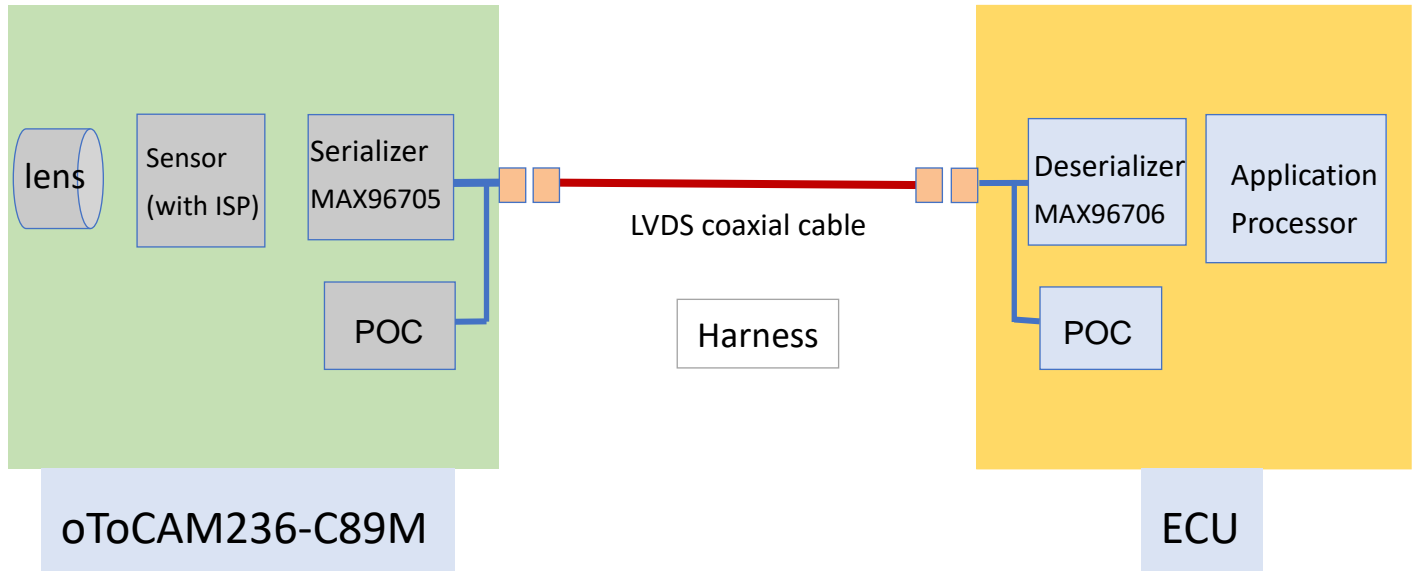 lens
Sensor
(with ISP)
Serializer
MAX96705
POC
LVDS coaxial cable
Harness
Deserializer
MAX96706
POC
Application
Processor
oToCAM236-C89M
ECU